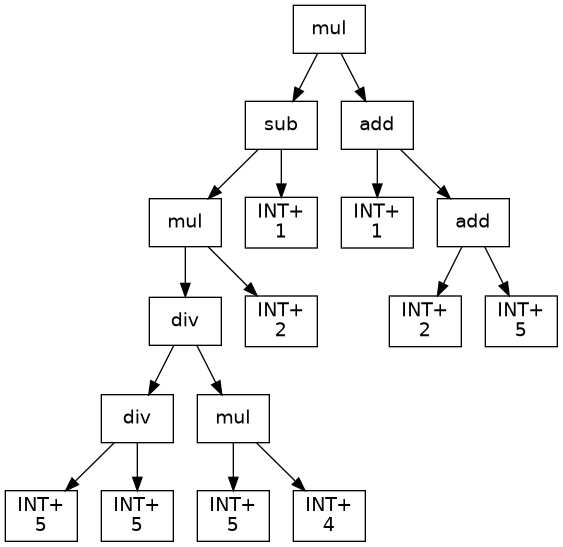 mul
sub
add
mul
INT+
1
INT+
1
add
div
INT+
2
INT+
2
INT+
5
div
mul
INT+
5
INT+
5
INT+
5
INT+
4